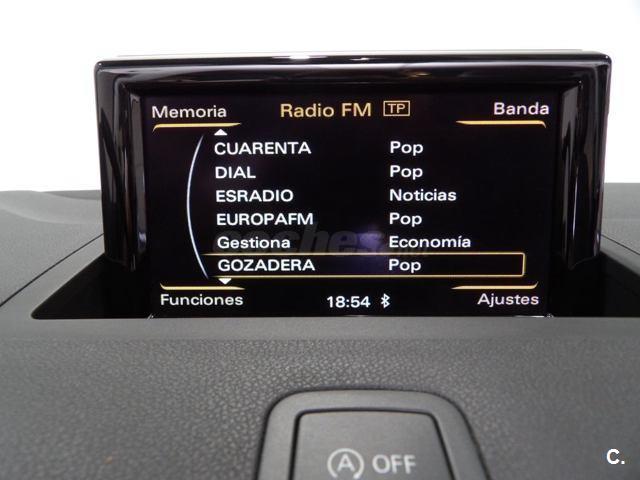 Memoria Radio FM TP Banda
CUARENTA Pop
DIAL Pop
ESRADIO Noticias
EUROPAFM Pop
Gestiona Economía
GOZADERA Pop
Funciones 18:54 Ajustes
A OFF
C.